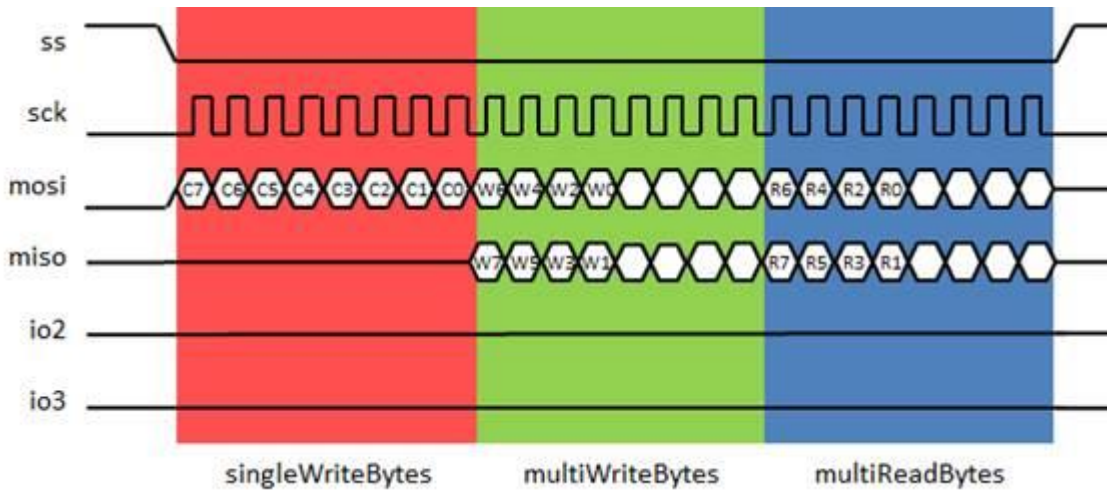 ss
sck
mosi C7 C6 C5 C4 C3 C2 C1 C0 W6 W4 W2 W0 R6 R4 R2 R0
miso W7 W5 W3 W1 R7 R5 R3 R1
io2
io3
singleWriteBytes multiWriteBytes multiReadBytes